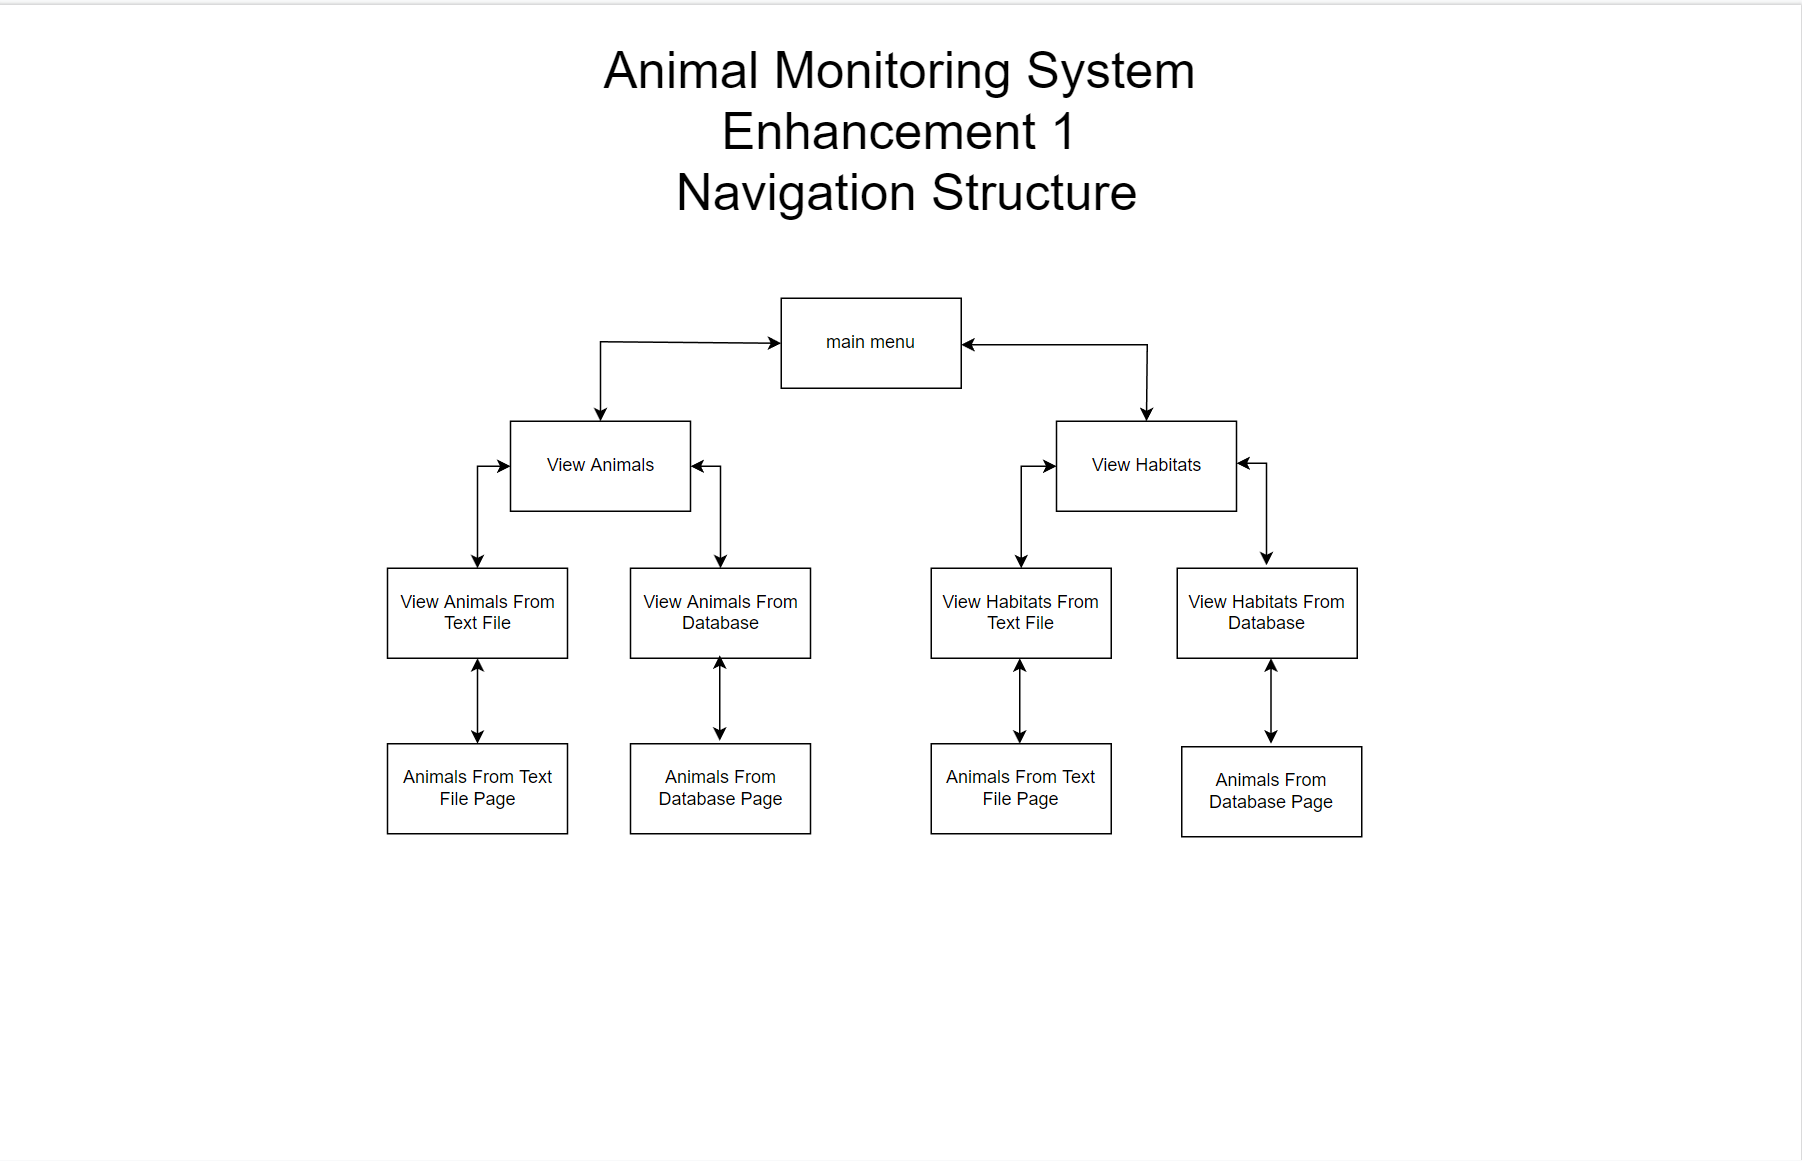 Animal Monitoring System
Enhancement 1
Navigation Structure
main menu
View Animals
View Habitats
View Animals From
Text File
View Animals From
Database
View Habitats From
Text File
View Habitats From
Database
Animals From Text
File Page
Animals From
Database Page
Animals From Text
File Page
Animals From
Database Page